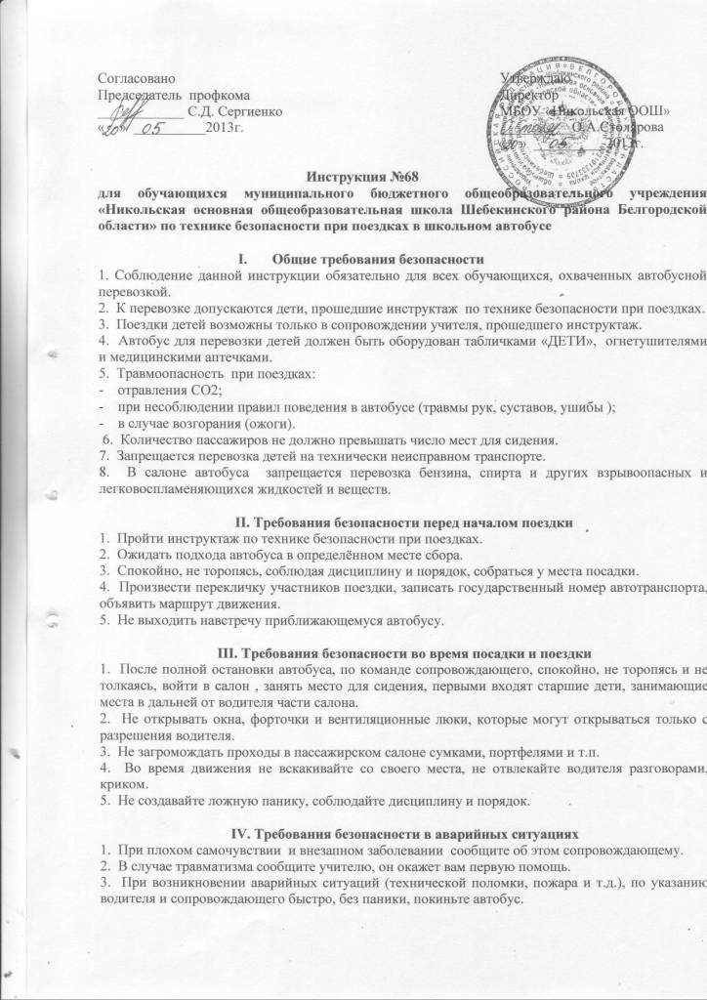 Согласовано
Председатель профкома
____________ С.Д. Сергиенко
«20» 05 2013г.
Утверждаю
Директор
МБОУ «Никольская ООШ»
О.А.Столярова
«20» 05. 2013г.
Инструкция №68
для обучающихся муниципального бюджетного общеобразовательного учреждения
«Никольская основная общеобразовательная школа Шебекинского района Белгородской
области» по технике безопасности при поездках в школьном автобусе
I. Общие требования безопасности
1. Соблюдение данной инструкции обязательно для всех обучающихся, охваченных автобусной
перевозкой.
2. К перевозке допускаются дети, прошедшие инструктаж по технике безопасности при поездках.
3. Поездки детей возможны только в сопровождении учителя, прошедшего инструктаж.
4. Автобус для перевозки детей должен быть оборудован табличками «ДЕТИ», огнетушителями
и медицинскими аптечками.
5. Травмоопасность при поездках:
- отравления СО2;
- при несоблюдении правил поведения в автобусе (травмы рук, суставов, ушибы );
- в случае возгорания (ожоги).
6. Количество пассажиров не должно превышать число мест для сидения.
7. Запрещается перевозка детей на технически неисправном транспорте.
8. В салоне автобуса запрещается перевозка бензина, спирта и других взрывоопасных и
легковоспламеняющихся жидкостей и веществ.
II. Требования безопасности перед началом поездки
1. Пройти инструктаж по технике безопасности при поездках.
2. Ожидать подхода автобуса в определённом месте сбора.
3. Спокойно, не торопясь, соблюдая дисциплину и порядок, собраться у места посадки.
4. Произвести перекличку участников поездки, записать государственный номер автотранспорта,
объявить маршрут движения.
5. Не выходить навстречу приближающемуся автобусу.
III. Требования безопасности во время посадки и поездки
1. После полной остановки автобуса, по команде сопровождающего, спокойно, не торопясь и не
толкаясь, войти в салон , занять место для сидения, первыми входят старшие дети, занимающие
места в дальней от водителя части салона.
2. Не открывать окна, форточки и вентиляционные люки, которые могут открываться только с
разрешения водителя.
3. Не загромождать проходы в пассажирском салоне сумками, портфелями и т.п.
4. Во время движения не вскакивайте со своего места, не отвлекайте водителя разговорами,
криком.
5. Не создавайте ложную панику, соблюдайте дисциплину и порядок.
IV. Требования безопасности в аварийных ситуациях
1. При плохом самочувствии и внезапном заболевании сообщите об этом сопровождающему.
2. В случае травматизма сообщите учителю, он окажет вам первую помощь.
3. При возникновении аварийных ситуаций (технической поломки, пожара и т.д.), по указанию
водителя и сопровождающего быстро, без паники, покиньте автобус.